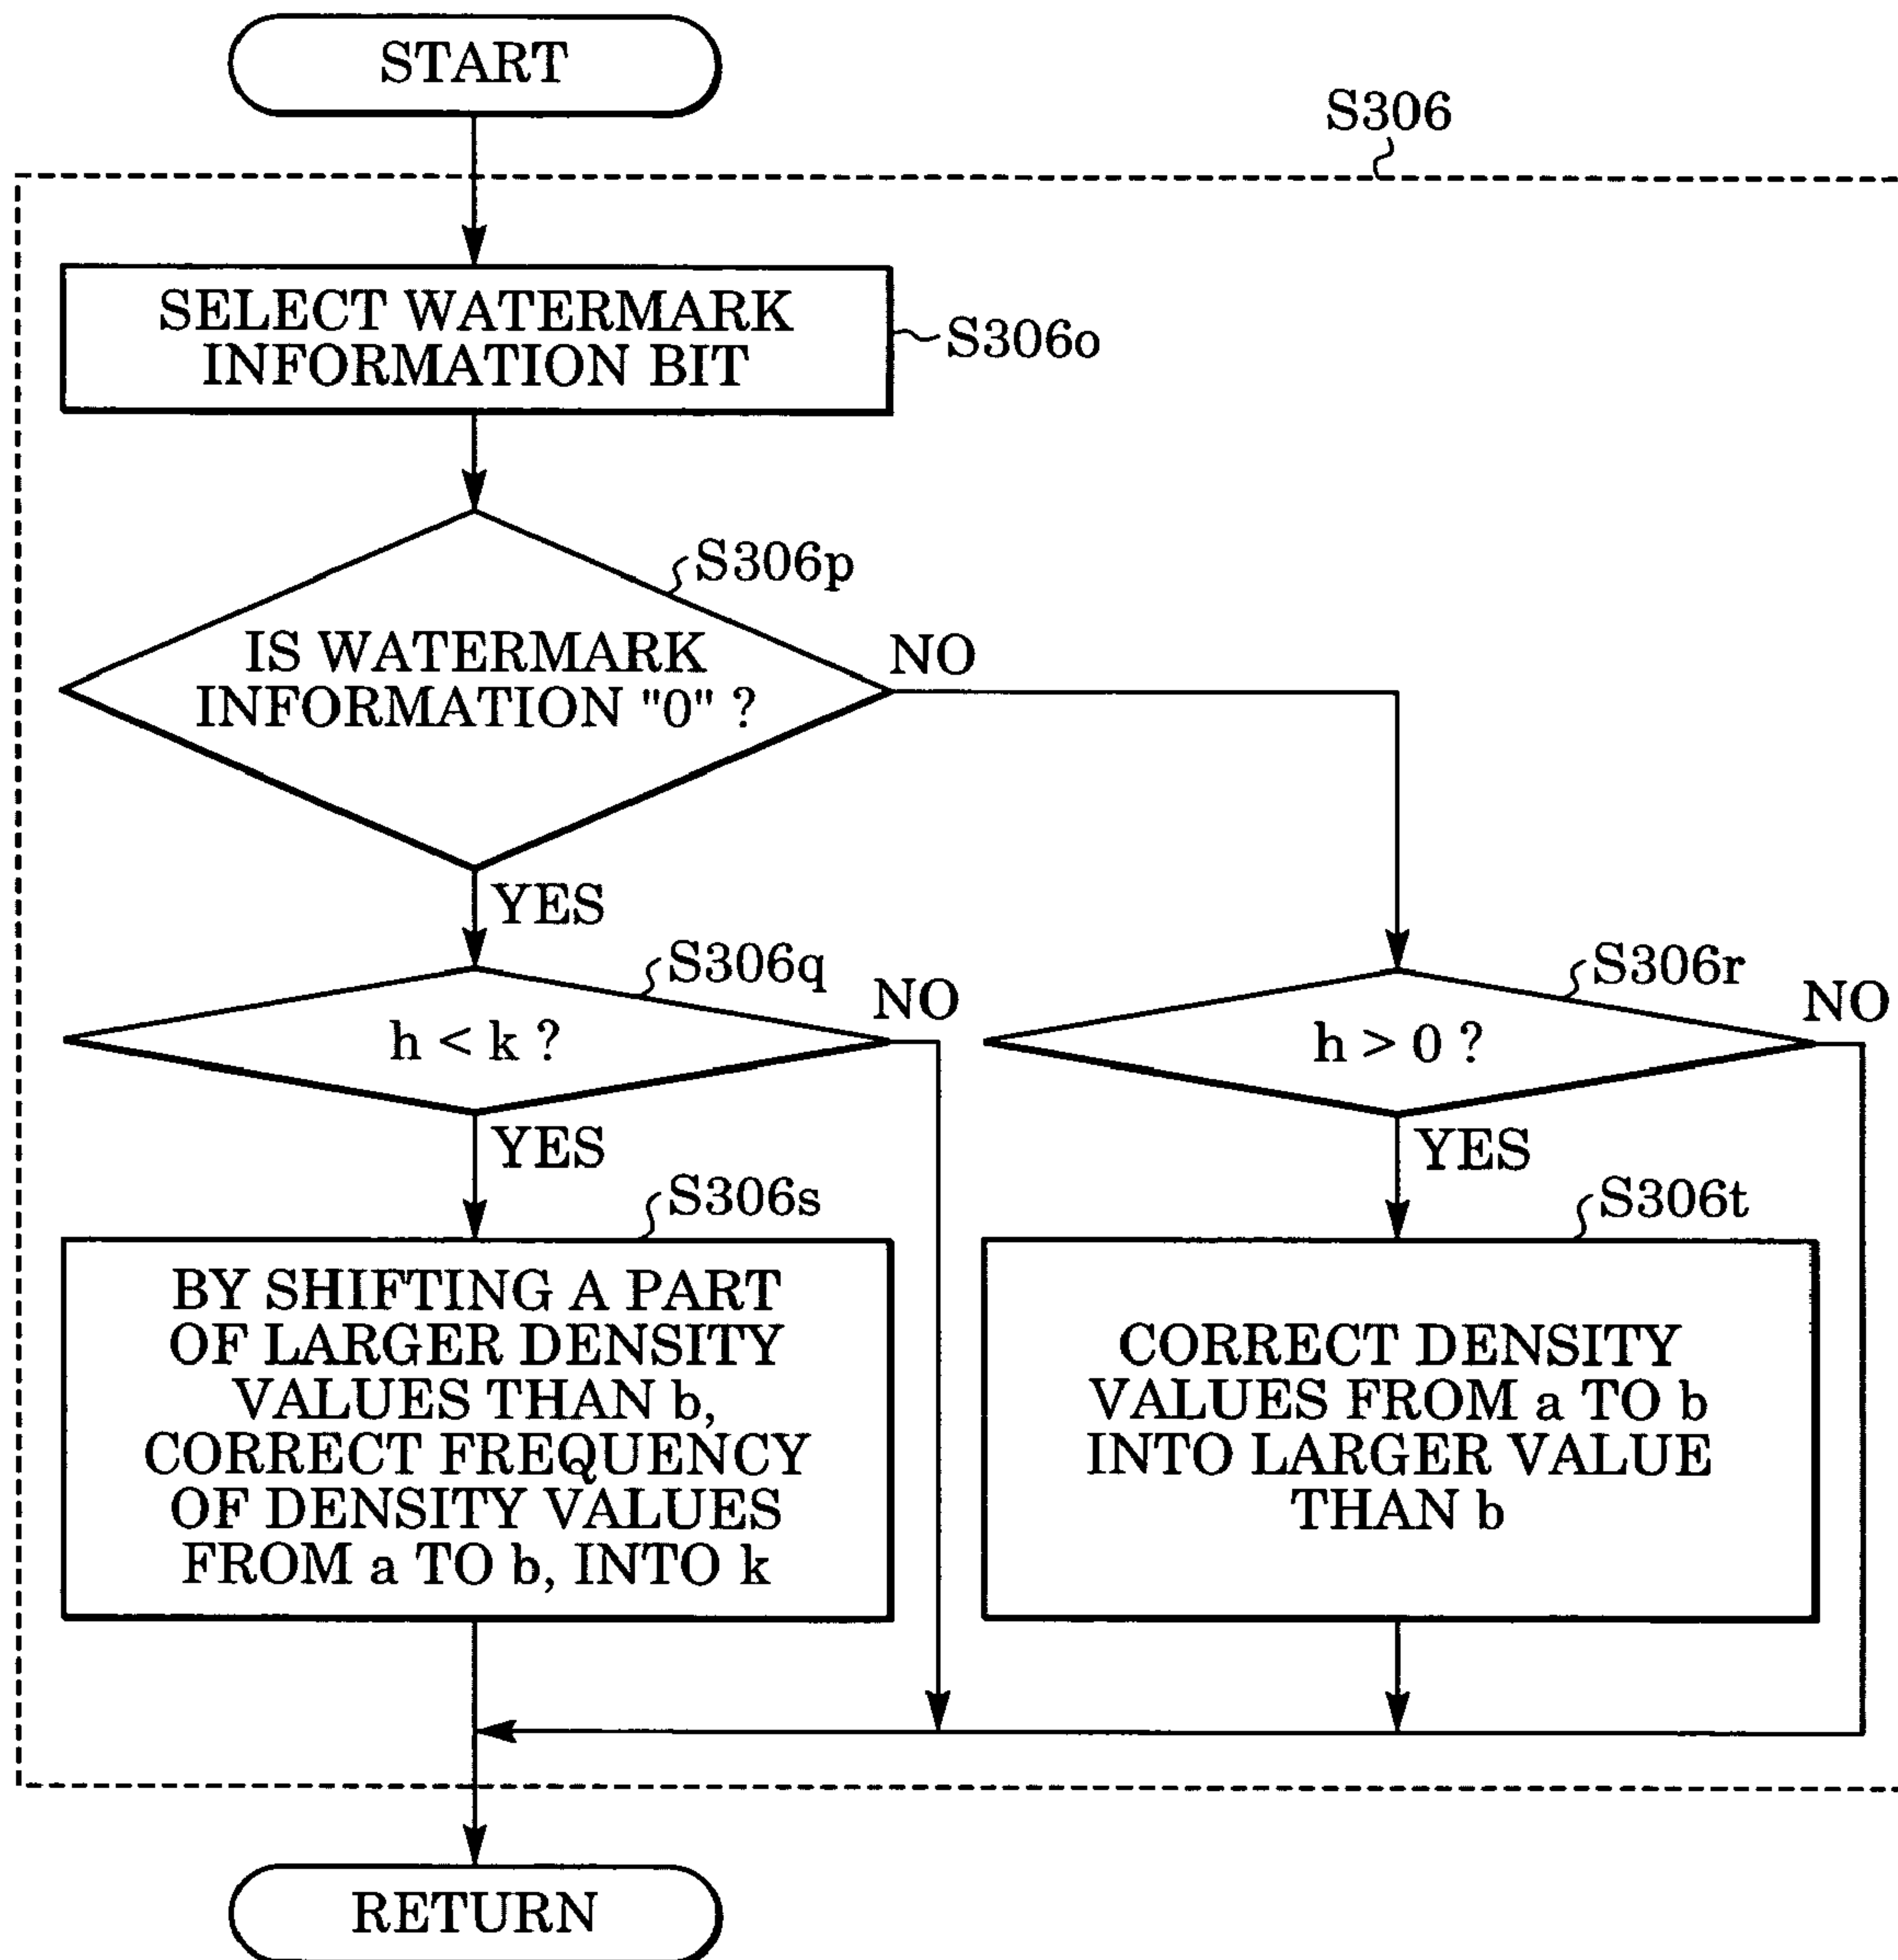 START
S306
SELECT WATERMARK
INFORMATION BIT
S306o
S306p
IS WATERMARK
INFORMATION "0" ?
NO
YES
S306q
h < k ?
NO
S306r
h > 0 ?
NO
YES
YES
S306s
BY SHIFTING A PART
OF LARGER DENSITY
VALUES THAN b,
CORRECT FREQUENCY
OF DENSITY VALUES
FROM a TO b, INTO k
S306t
CORRECT DENSITY
VALUES FROM a TO b
INTO LARGER VALUE
THAN b
RETURN